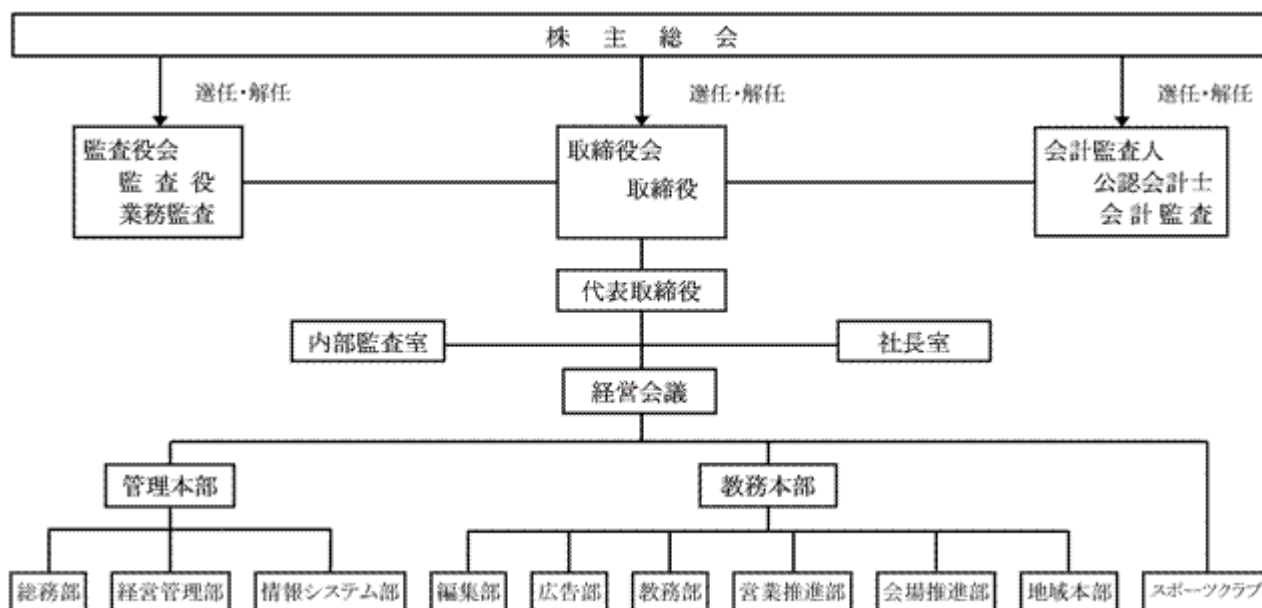 株主総会
選任・解任
選任・解任
選任・解任
監査役会
監査役
業務監査
取締役会
取締役
会計監査人
公認会計士
会計監査
代表取締役
内部監査室
社長室
経営会議
管理本部
教務本部
総務部
経営管理部
情報システム部
編集部
広告部
教務部
営業推進部
会場推進部
地域本部
スポーツクラブ